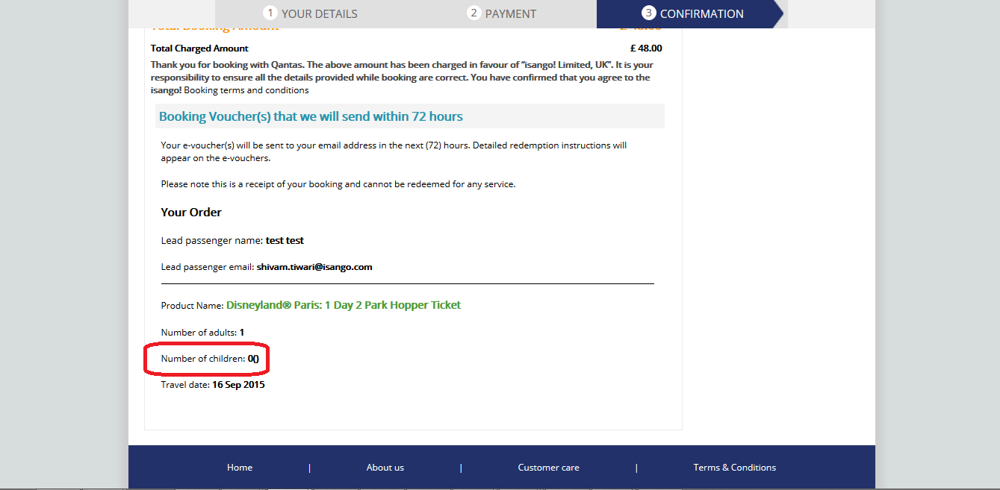 1 YOUR DETAILS 2 PAYMENT 3 CONFIRMATION
Total Booking Amount £ 48.00
Total Charged Amount £ 48.00
Thank you for booking with Qantas. The above amount has been charged in favour of “isango! Limited, UK”. It is your
responsibility to ensure all the details provided while booking are correct. You have confirmed that you agree to the
isango! Booking terms and conditions
Booking Voucher(s) that we will send within 72 hours
Your e-voucher(s) will be sent to your email address in the next (72) hours. Detailed redemption instructions will
appear on the e-vouchers.
Please note this is a receipt of your booking and cannot be redeemed for any service.
Your Order
Lead passenger name: test test
Lead passenger email: shivam.tiwari@isango.com
Product Name: Disneyland® Paris: 1 Day 2 Park Hopper Ticket
Number of adults: 1
Number of children: 0()
Travel date: 16 Sep 2015
Home | About us | Customer care | Terms & Conditions